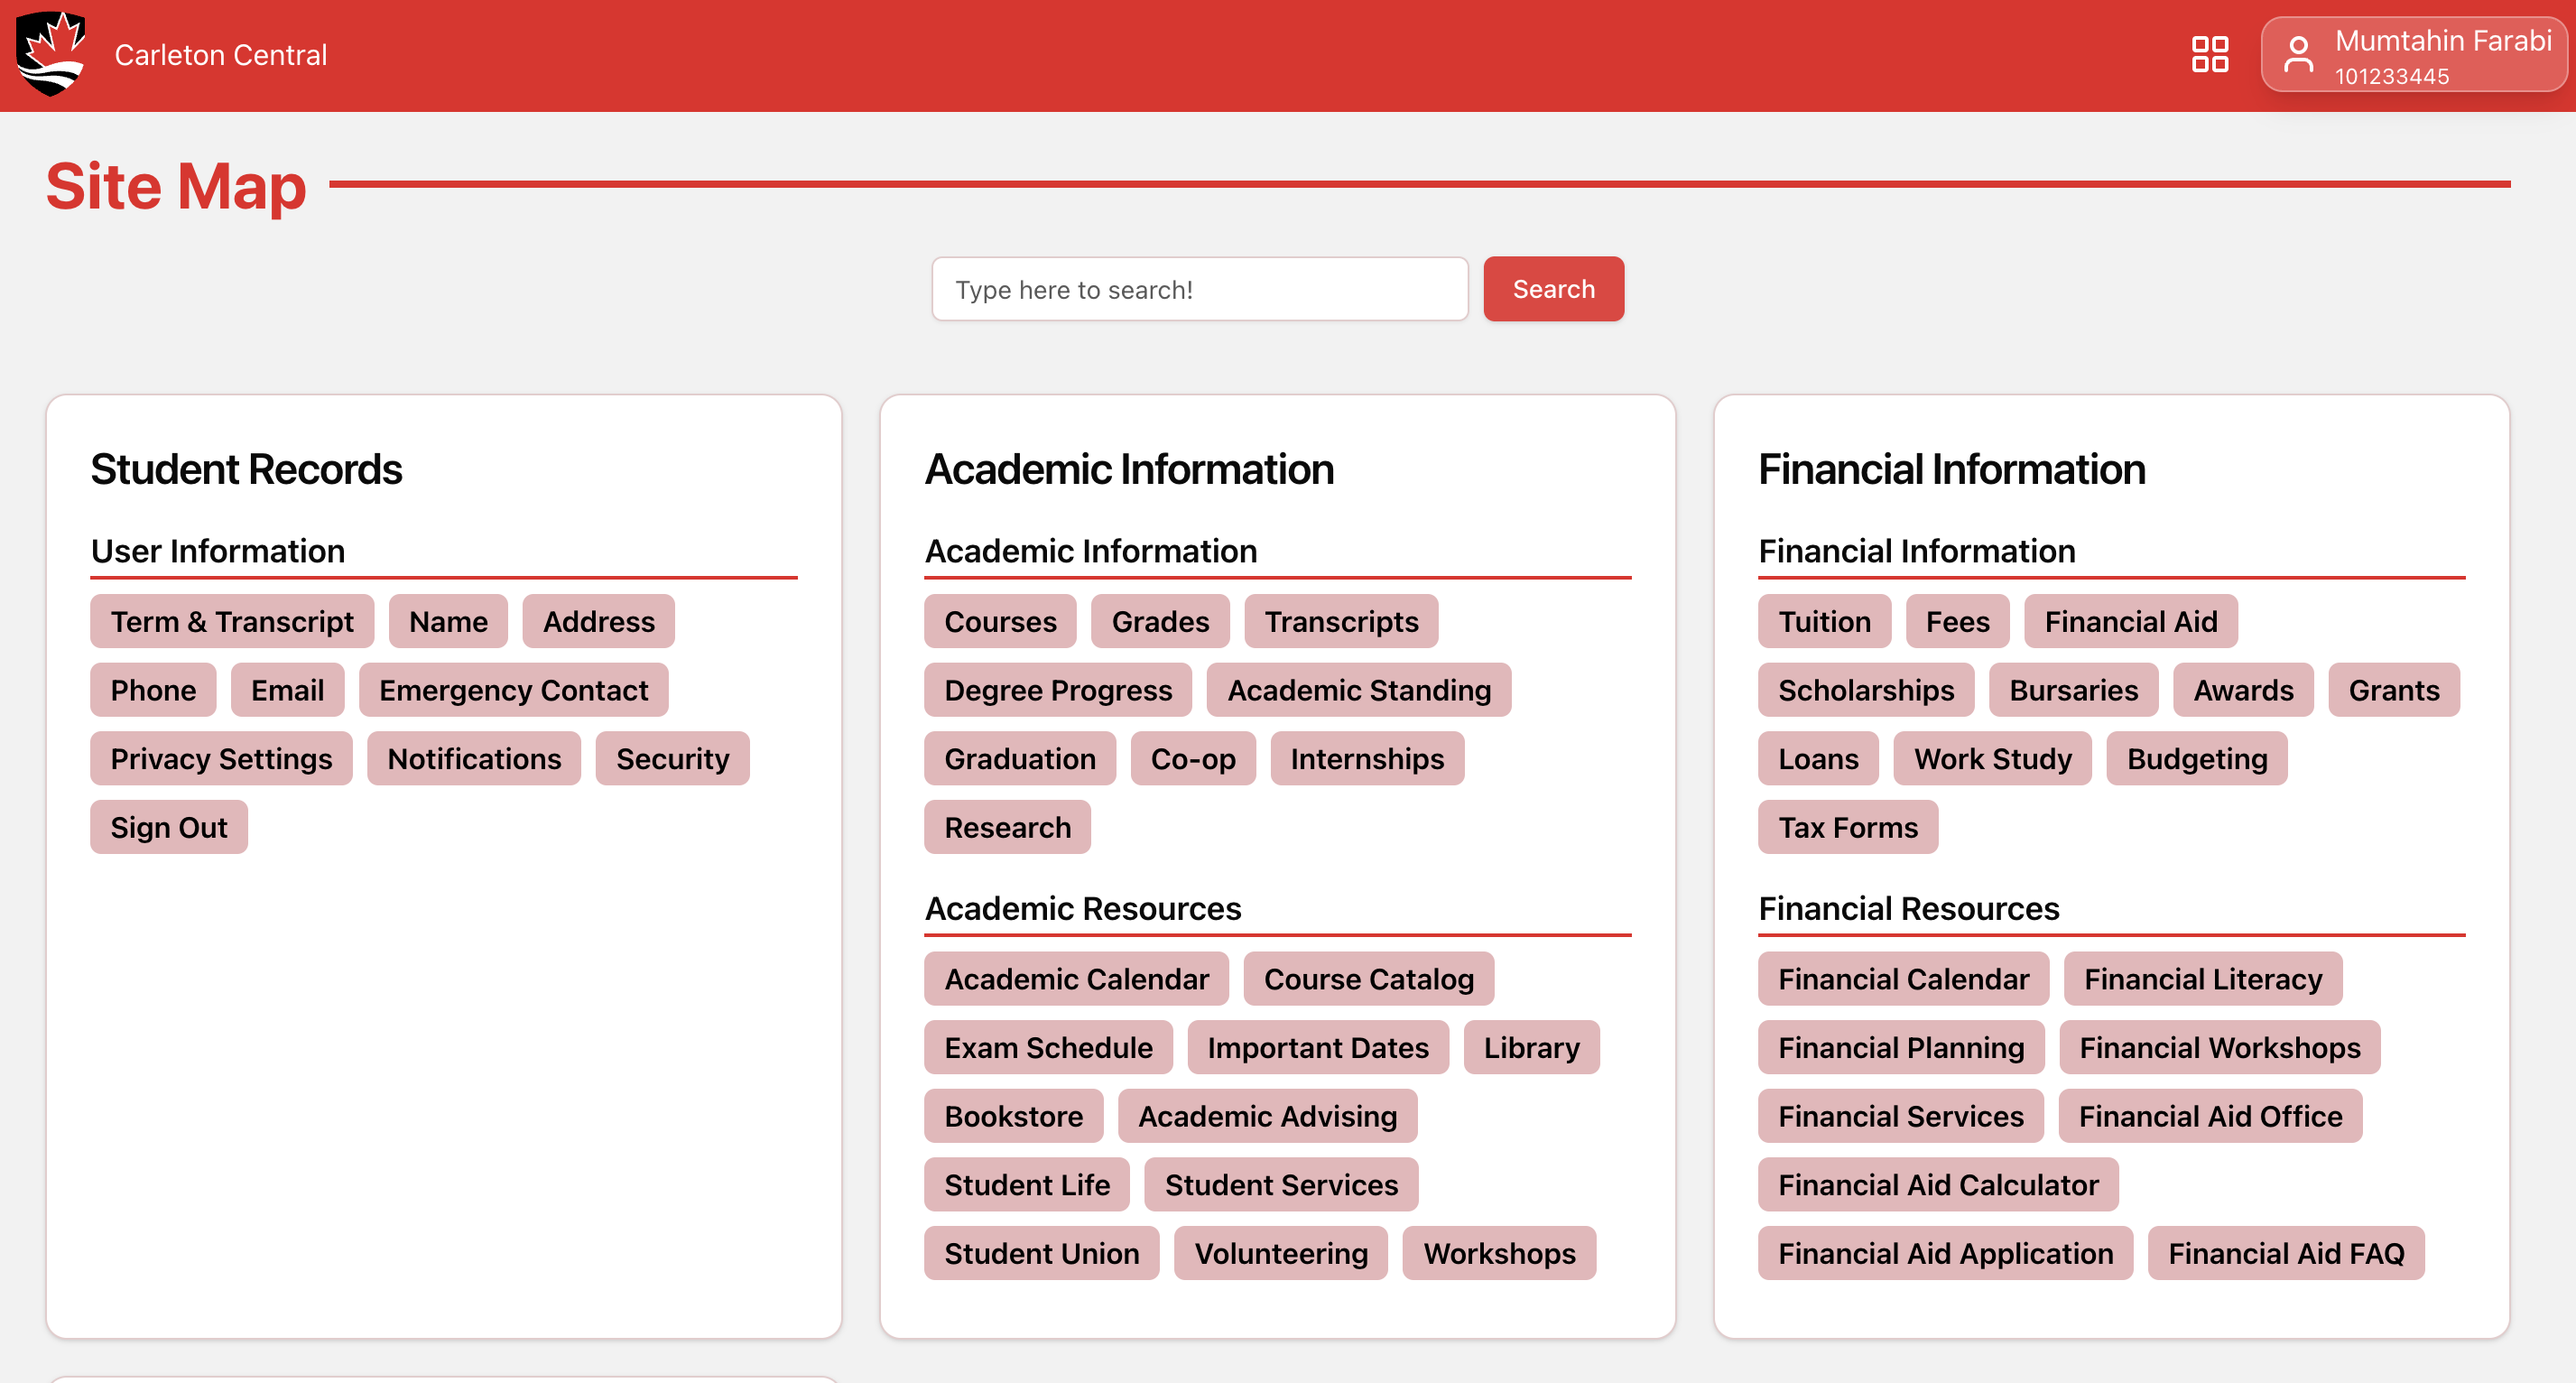 Carleton Central
Mumtahin Farabi
101233445
Site Map
Type here to search!
Search
Student Records
User Information
Term & Transcript
Name
Address
Phone
Email
Emergency Contact
Privacy Settings
Notifications
Security
Sign Out
Academic Information
Academic Information
Courses
Grades
Transcripts
Degree Progress
Academic Standing
Graduation
Co-op
Internships
Research
Academic Resources
Academic Calendar
Course Catalog
Exam Schedule
Important Dates
Library
Bookstore
Academic Advising
Student Life
Student Services
Student Union
Volunteering
Workshops
Financial Information
Financial Information
Tuition
Fees
Financial Aid
Scholarships
Bursaries
Awards
Grants
Loans
Work Study
Budgeting
Tax Forms
Financial Resources
Financial Calendar
Financial Literacy
Financial Planning
Financial Workshops
Financial Services
Financial Aid Office
Financial Aid Calculator
Financial Aid Application
Financial Aid FAQ